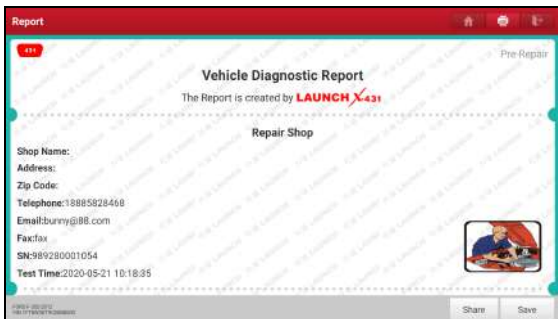 Report
431
Pre Repair
Vehicle Diagnostic Report
The Report is created by LAUNCH X-431
Repair Shop
Shop Name:
Address:
Zip Code:
Telephone:18885828468
Email:bunny@88.com
Fax:fax
SN:989280001054
Test Time:2020-05-21 10:18:35
Share Save